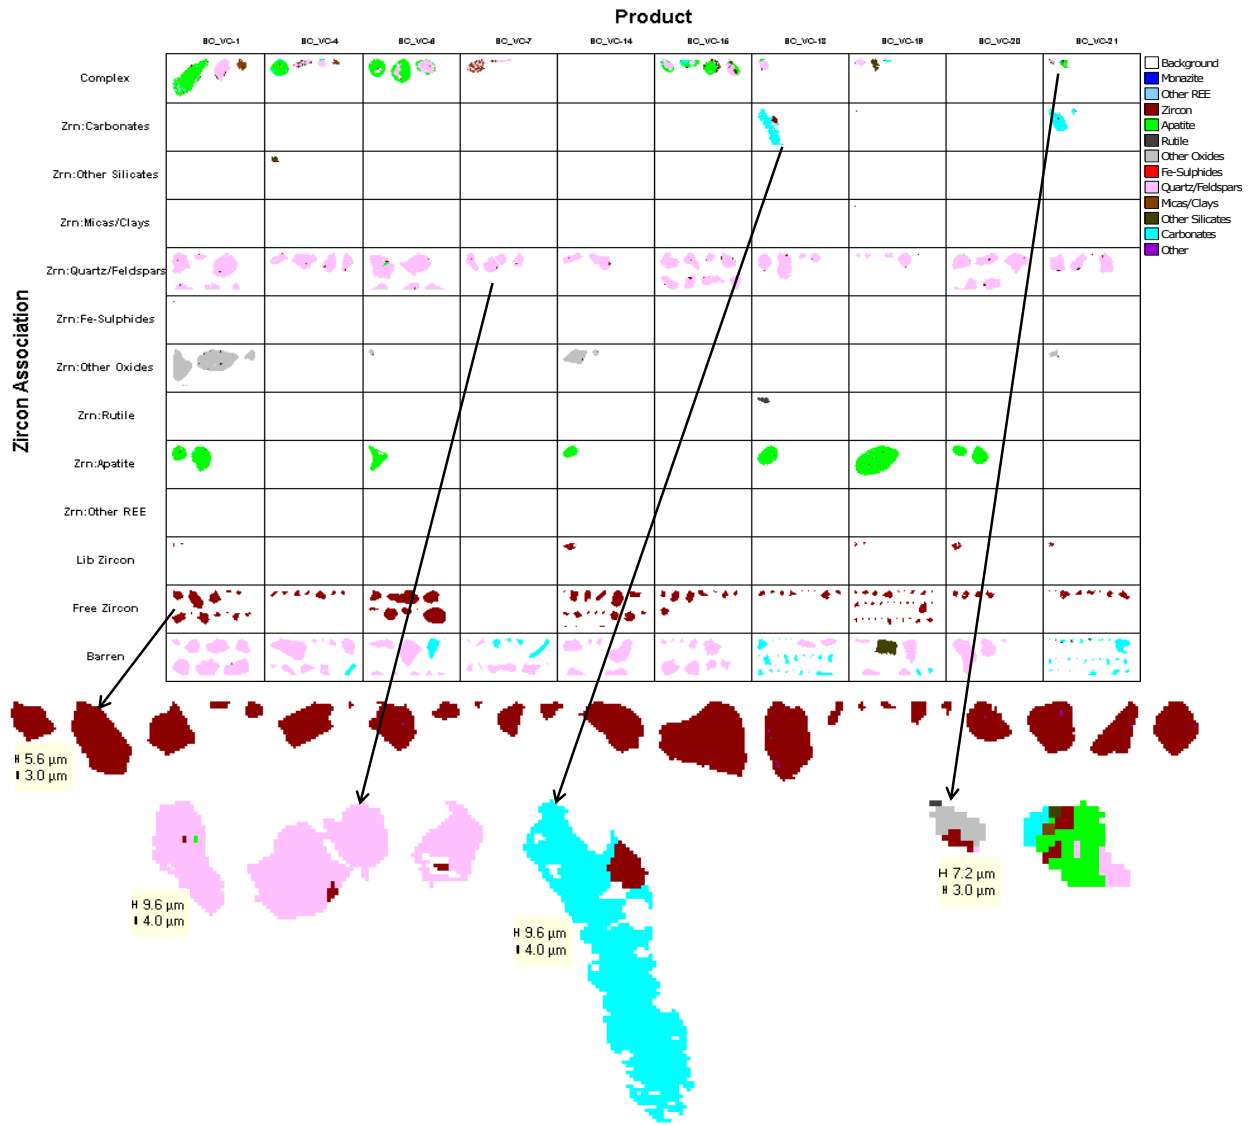 Product
BC_VC-1 BC_VC-4 BC_VC-6 BC_VC-7 BC_VC-14 BC_VC-16 BC_VC-18 BC_VC-19 BC_VC-20 BC_VC-21
Zircon Association
Complex
Zrn:Carbonates
Zrn:Other Silicates
Zrn:Micas/Clays
Zrn:Quartz/Feldspars
Zrn:Fe-Sulphides
Zrn:Other Oxides
Zrn:Rutile
Zrn:Apatite
Zrn:Other REE
Lib Zircon
Free Zircon
Barren
Background
Monazite
Other REE
Zircon
Apatite
Rutile
Other Oxides
Fe-Sulphides
Quartz/Feldspars
Micas/Clays
Other Silicates
Carbonates
Other
5.6 µm
3.0 µm
9.6 µm
4.0 µm
9.6 µm
4.0 µm
7.2 µm
3.0 µm